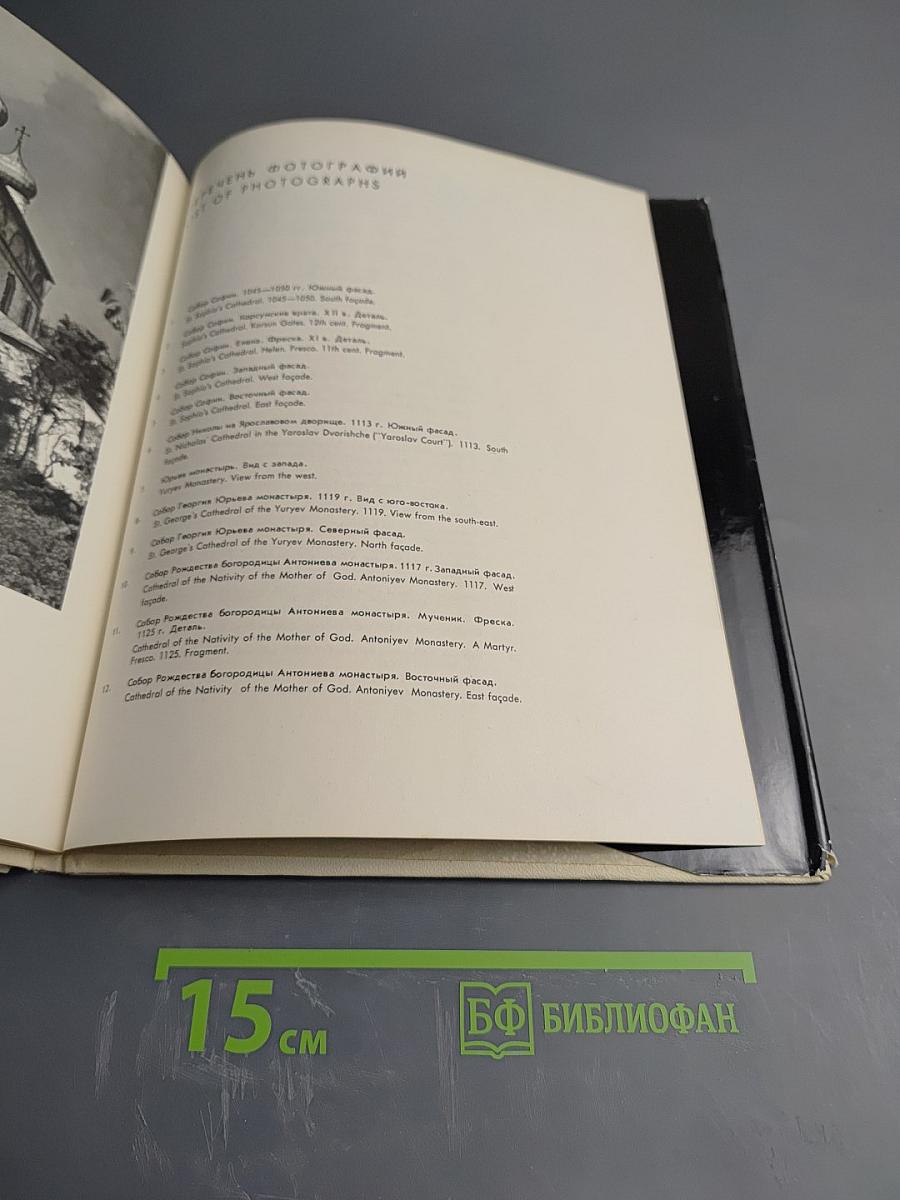 ПЕРЕЧЕНЬ ФОТОГРАФИЙ
LIST OF PHOTOGRAPHS
Собор Софии. 1045—1050 гг. Южный фасад.
St. Sophia's Cathedral. 1045—1050. South façade.
Собор Софии. Корсунские врата. XII в. Деталь.
St. Sophia's Cathedral. Korsun Gates. 12th cent. Fragment.
Собор Софии. Елена. Фреска. XI в. Деталь.
St. Sophia's Cathedral. Helen. Fresco. 11th cent. Fragment.
Собор Софии. Западный фасад.
St. Sophia's Cathedral. West façade.
Собор Софии. Восточный фасад.
St. Sophia's Cathedral. East façade.
Собор Николы на Ярославовом дворище. 1113 г. Южный фасад.
St. Nicholas' Cathedral in the Yaroslav Dvorishche ("Yaroslav Court"). 1113. South
façade.
Юрьев монастырь. Вид с запада.
Yuryev Monastery. View from the west.
8. Собор Георгия Юрьева монастыря. 1119 г. Вид с юго-востока.
St. George's Cathedral of the Yuryev Monastery. 1119. View from the south-east.
9. Собор Георгия Юрьева монастыря. Северный фасад.
St. George's Cathedral of the Yuryev Monastery. North façade.
10. Собор Рождества богородицы Антониева монастыря. 1117 г. Западный фасад.
Cathedral of the Nativity of the Mother of God. Antoniyev Monastery. 1117. West
façade.
11. Собор Рождества богородицы Антониева монастыря. Мученик. Фреска.
1125 г. Деталь.
Cathedral of the Nativity of the Mother of God. Antoniyev Monastery. A Martyr.
Fresco. 1125. Fragment.
12. Собор Рождества богородицы Антониева монастыря. Восточный фасад.
Cathedral of the Nativity of the Mother of God. Antoniyev Monastery. East façade.
15 см
БФ БИБЛИОФАН